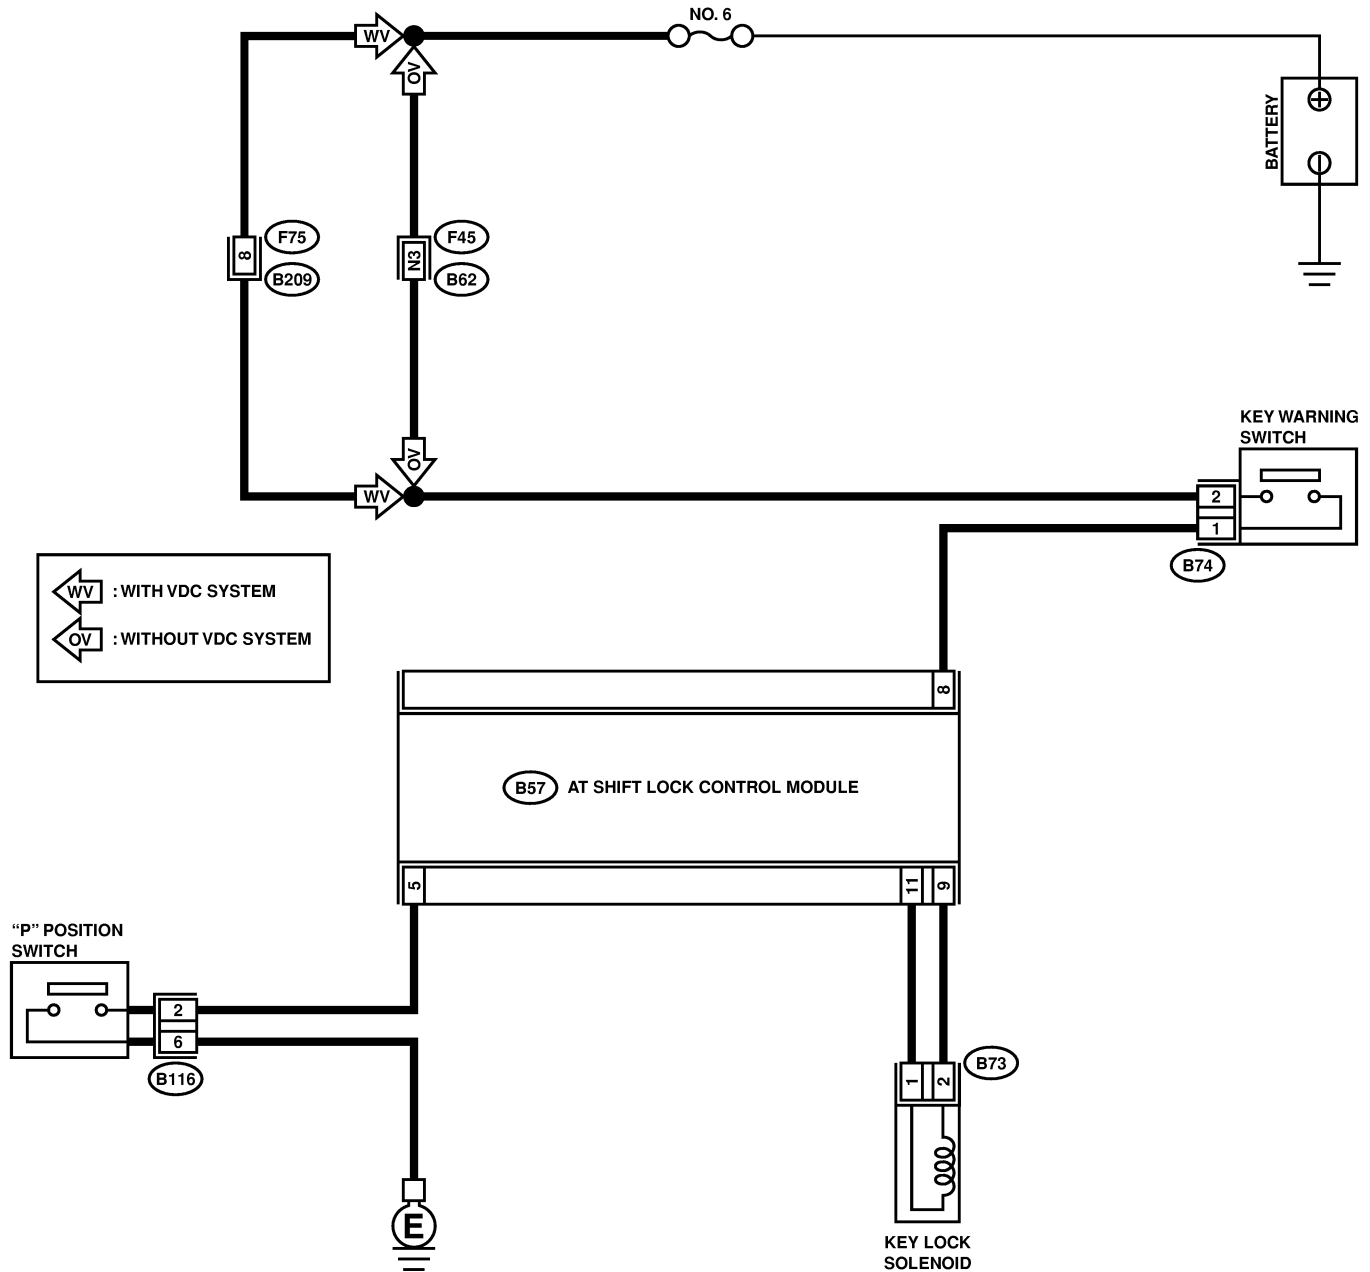 NO. 6
WV
OV
BATTERY
8
F75
B209
N3
F45
B62
OV
WV
KEY WARNING
SWITCH
2
1
B74
WV : WITH VDC SYSTEM
OV : WITHOUT VDC SYSTEM
8
B57 AT SHIFT LOCK CONTROL MODULE
5
11
9
“P” POSITION
SWITCH
2
6
B116
B73
1
2
E
KEY LOCK
SOLENOID